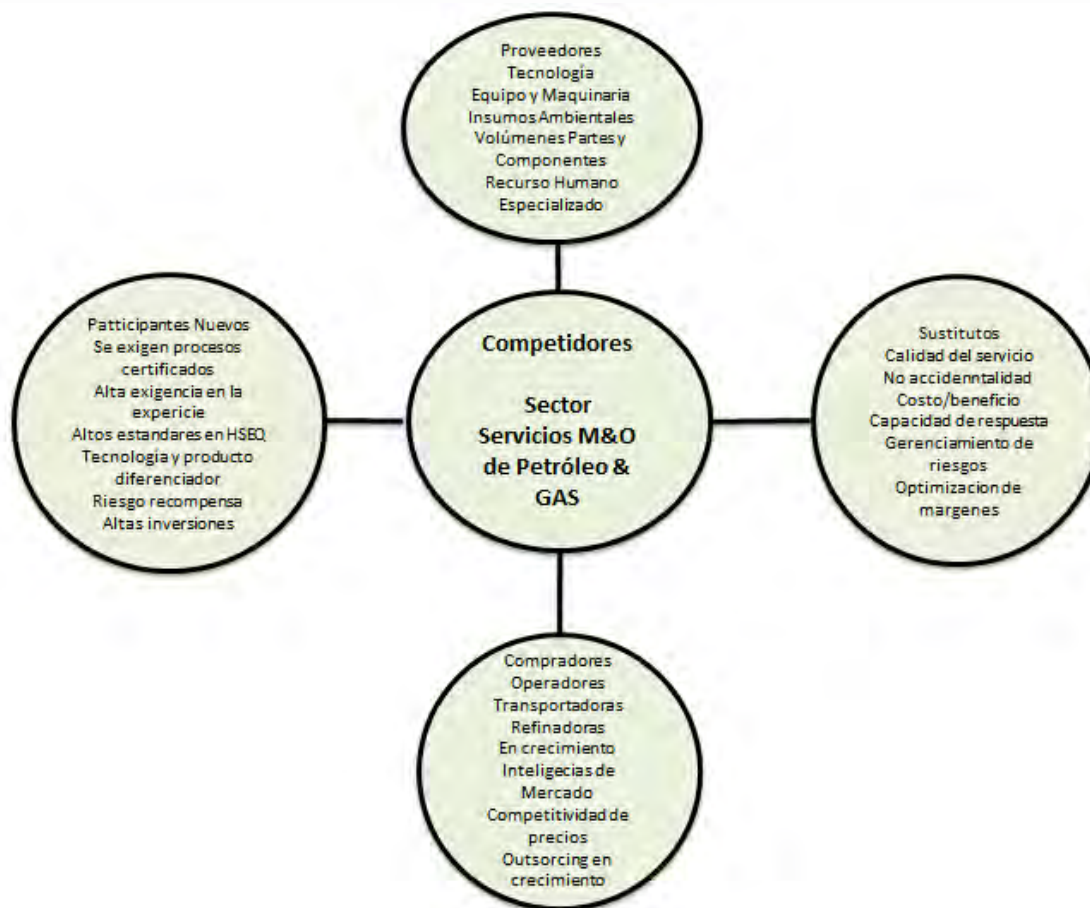 Proveedores
Tecnología
Equipo y Maquinaria
Insumos Ambientales
Volúmenes Partes y
Componentes
Recurso Humano
Especializado
Patticipantes Nuevos
Se exigen procesos
certificados
Alta exigencia en la
expericie
Altos estandares en HSEQ
Tecnología y producto
diferenciador
Riesgo recompensa
Altas inversiones
Competidores
Sector
Servicios M&O
de Petróleo &
GAS
Sustitutos
Calidad del servicio
No accidenntalidad
Costo/beneficio
Capacidad de respuesta
Gerenciamiento de
riesgos
Optimizacion de
margenes
Compradores
Operadores
Transportadoras
Refinadoras
En crecimiento
Inteligecias de
Mercado
Competitividad de
precios
Outsorcing en
crecimiento